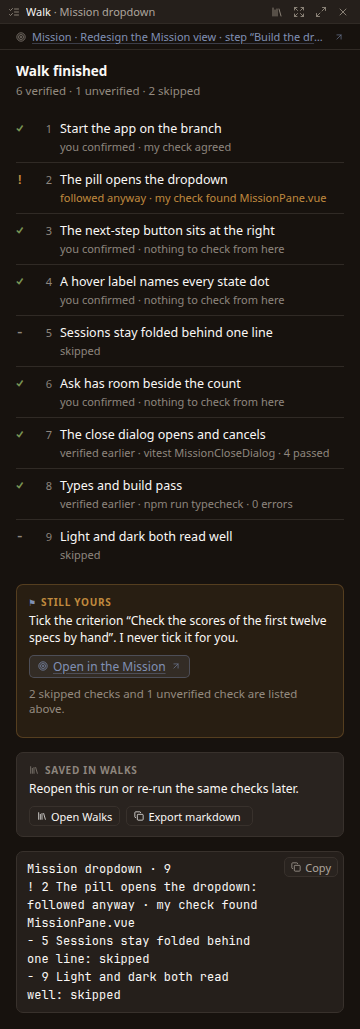 Walk · Mission dropdown
Mission · Redesign the Mission view · step “Build the dr...
Walk finished
6 verified · 1 unverified · 2 skipped
1 Start the app on the branch
you confirmed · my check agreed
! 2 The pill opens the dropdown
followed anyway · my check found MissionPane.vue
3 The next-step button sits at the right
you confirmed · nothing to check from here
4 A hover label names every state dot
you confirmed · nothing to check from here
- 5 Sessions stay folded behind one line
skipped
6 Ask has room beside the count
you confirmed · nothing to check from here
7 The close dialog opens and cancels
verified earlier · vitest MissionCloseDialog · 4 passed
8 Types and build pass
verified earlier · npm run typecheck · 0 errors
- 9 Light and dark both read well
skipped
STILL YOURS
Tick the criterion “Check the scores of the first twelve
specs by hand”. I never tick it for you.
Open in the Mission
2 skipped checks and 1 unverified check are listed
above.
SAVED IN WALKS
Reopen this run or re-run the same checks later.
Open Walks
Export markdown
Copy
Mission dropdown · 9
! 2 The pill opens the dropdown:
followed anyway · my check found
MissionPane.vue
- 5 Sessions stay folded behind
one line: skipped
- 9 Light and dark both read
well: skipped